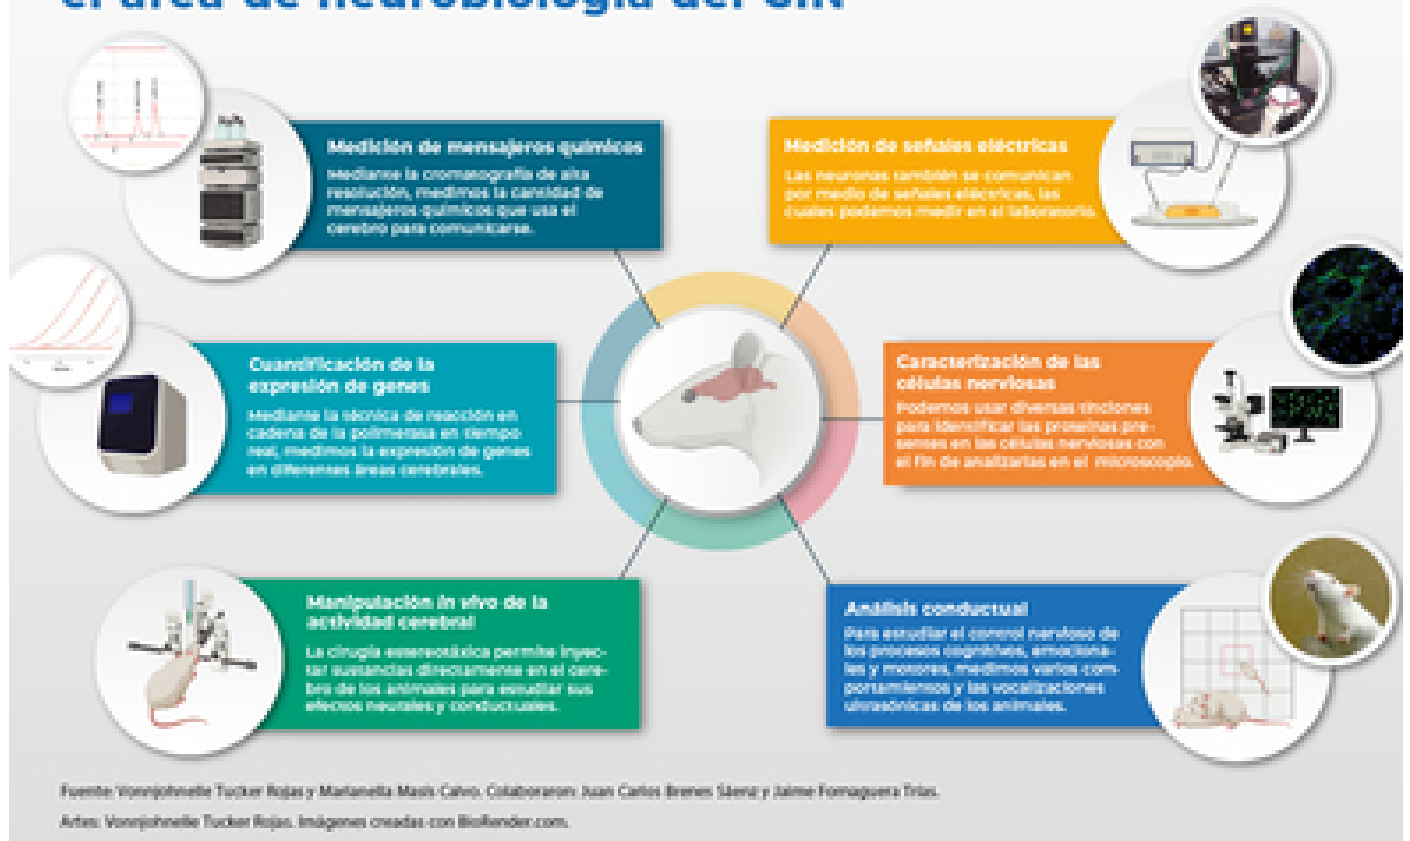 el área de neurobiología del CIN
Medición de mensajeros químicos
Mediante la cromatografía de alta
resolución, medimos la cantidad de
mensajeros químicos que usa el
cerebro para comunicarse.
Medición de señales eléctricas
Las neuronas también se comunican
por medio de señales eléctricas, las
cuales podemos medir en el laboratorio.
Cuantificación de la
expresión de genes
Mediante la técnica de reacción en
cadena de la polimerasa en tiempo
real, medimos la expresión de genes
en diferentes áreas cerebrales.
Caracterización de las
células nerviosas
Podemos usar diversas tinciones
para identificar las proteínas pre-
sentes en las células nerviosas con
el fin de analizarlas en el microscopio.
Manipulación in vivo de la
actividad cerebral
La cirugía estereotáxica permite inyec-
tar sustancias directamente en el cere-
bro de los animales para estudiar sus
efectos neurales y conductuales.
Análisis conductual
Para estudiar el control nervioso de
los procesos cognitivos, emociona-
les y motores, medimos varios com-
portamientos y las vocalizaciones
ultrasónicas de los animales.
Fuente: Vonnjohnelle Tucker Rojas y Marianella Masís Calvo. Colaboraron: Juan Carlos Brenes Sáenz y Jaime Fornaguera Trías.
Artes: Vonnjohnelle Tucker Rojas. Imágenes creadas con BioRender.com.